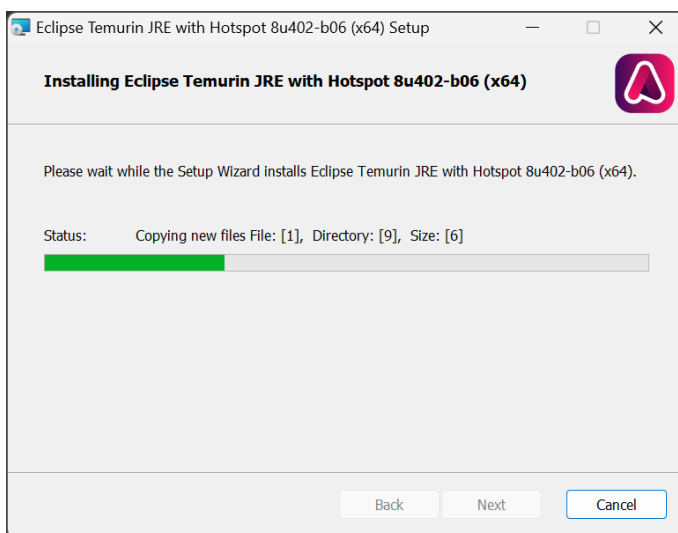 Eclipse Temurin JRE with Hotspot 8u402-b06 (x64) Setup
Installing Eclipse Temurin JRE with Hotspot 8u402-b06 (x64)
Please wait while the Setup Wizard installs Eclipse Temurin JRE with Hotspot 8u402-b06 (x64).
Status: Copying new files File: [1], Directory: [9], Size: [6]
Back Next Cancel